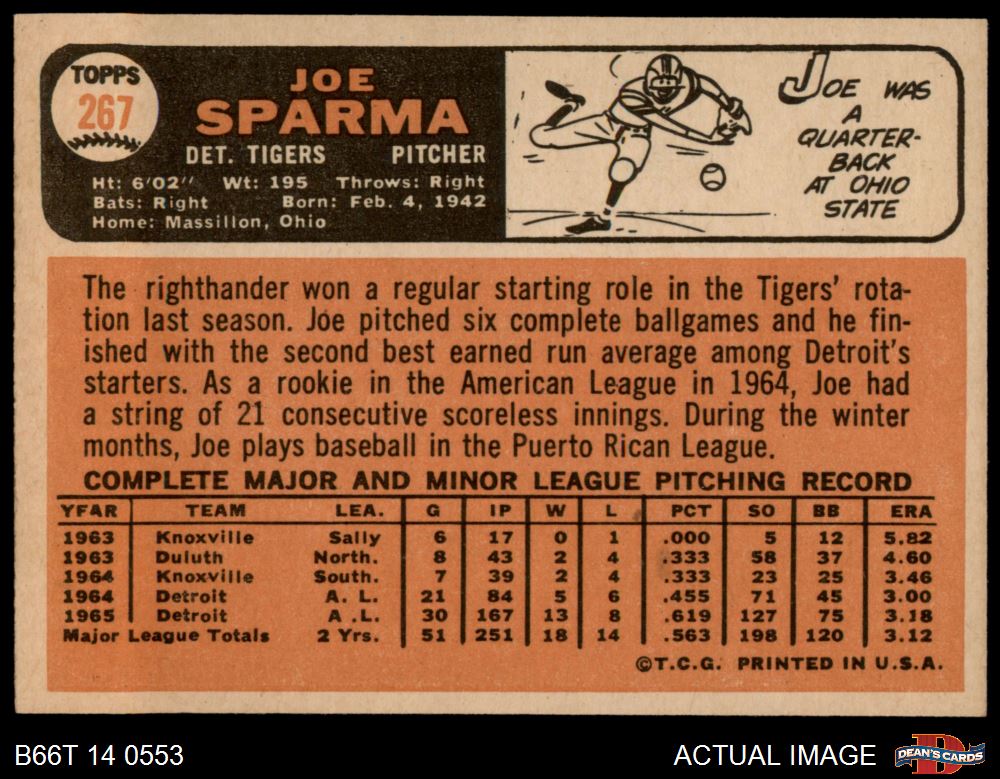 TOPPS
267
JOE
SPARMA
DET. TIGERS PITCHER
Ht: 6'02" Wt: 195 Throws: Right
Bats: Right Born: Feb. 4, 1942
Home: Massillon, Ohio
JOE WAS
A
QUARTER-
BACK
AT OHIO
STATE
The righthander won a regular starting role in the Tigers' rota-
tion last season. Joe pitched six complete ballgames and he fin-
ished with the second best earned run average among Detroit's
starters. As a rookie in the American League in 1964, Joe had
a string of 21 consecutive scoreless innings. During the winter
months, Joe plays baseball in the Puerto Rican League.
COMPLETE MAJOR AND MINOR LEAGUE PITCHING RECORD
YEAR TEAM LEA. G IP W L PCT SO BB ERA
1963 Knoxville Sally 6 17 0 1 .000 5 12 5.82
1963 Duluth North. 8 43 2 4 .333 58 37 4.60
1964 Knoxville South. 7 39 2 4 .333 23 25 3.46
1964 Detroit A. L. 21 84 5 6 .455 71 45 3.00
1965 Detroit A .L. 30 167 13 8 .619 127 75 3.18
Major League Totals 2 Yrs. 51 251 18 14 .563 198 120 3.12
©T.C.G. PRINTED IN U.S.A.
B66T 14 0553
ACTUAL IMAGE
DEAN'S CARDS